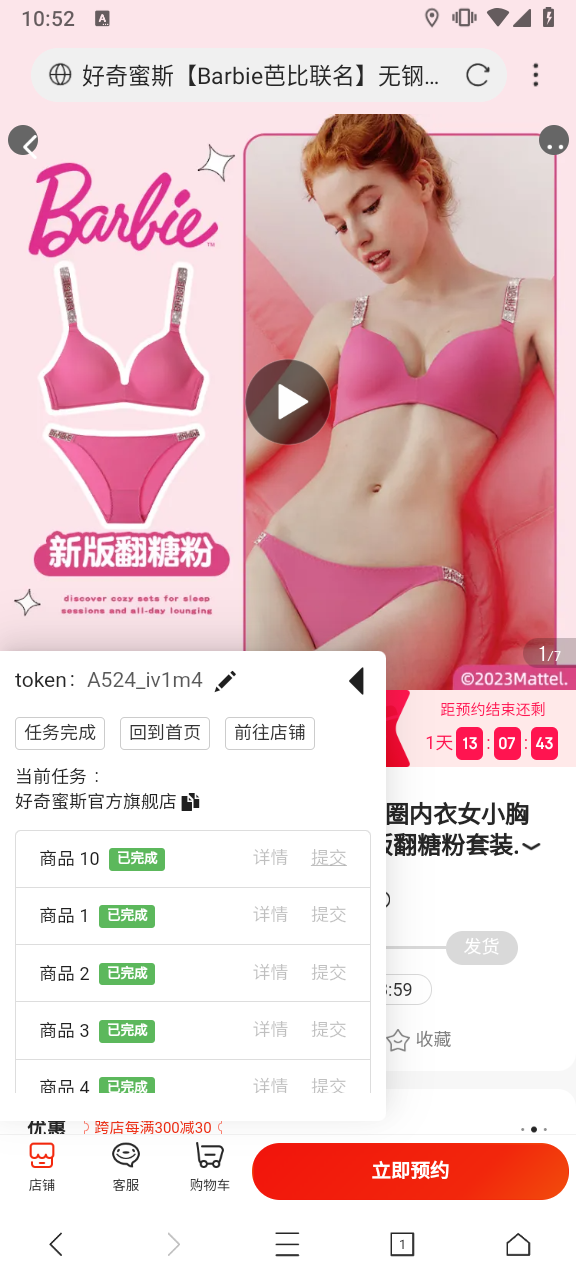 10:52
A
好奇蜜斯【Barbie芭比联名】无钢...
Barbie
TM
新版翻糖粉
discover cozy sets for sleep
sessions and all-day lounging
1/7
©2023Mattel.
token： A524_iv1m4
任务完成 回到首页 前往店铺
当前任务：
好奇蜜斯官方旗舰店
距预约结束还剩
1天 13 : 07 : 43
圈内衣女小胸
翻糖粉套装.
发货
:59
收藏
商品 10 已完成 详情 提交
商品 1 已完成 详情 提交
商品 2 已完成 详情 提交
商品 3 已完成 详情 提交
商品 4 已完成 详情 提交
优惠 跨店每满300减30
店铺 客服 购物车 立即预约
1